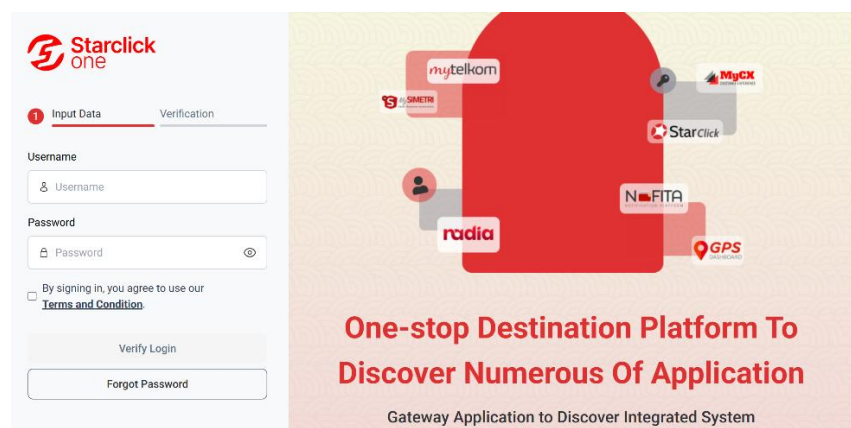 Starclick
one
1 Input Data Verification
Username
Username
Password
Password
By signing in, you agree to use our
Terms and Condition.
Verify Login
Forgot Password
mytelkom
MySIMETRI
MyCX
StarClick
NOFITA
nadia
GPS
DASHBOARD
One-stop Destination Platform To
Discover Numerous Of Application
Gateway Application to Discover Integrated System